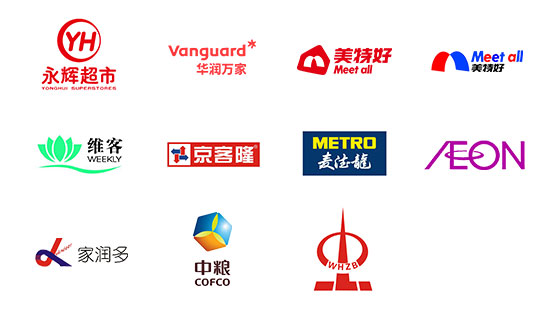 YH
永辉超市
YONGHUI SUPERSTORES
Vanguard*
华润万家
美特好
Meet all
Meet all
美特好
维客
WEEKLY
京客隆
METRO
麦德龍
ÆON
家润多
中粮
COFCO
WHZB